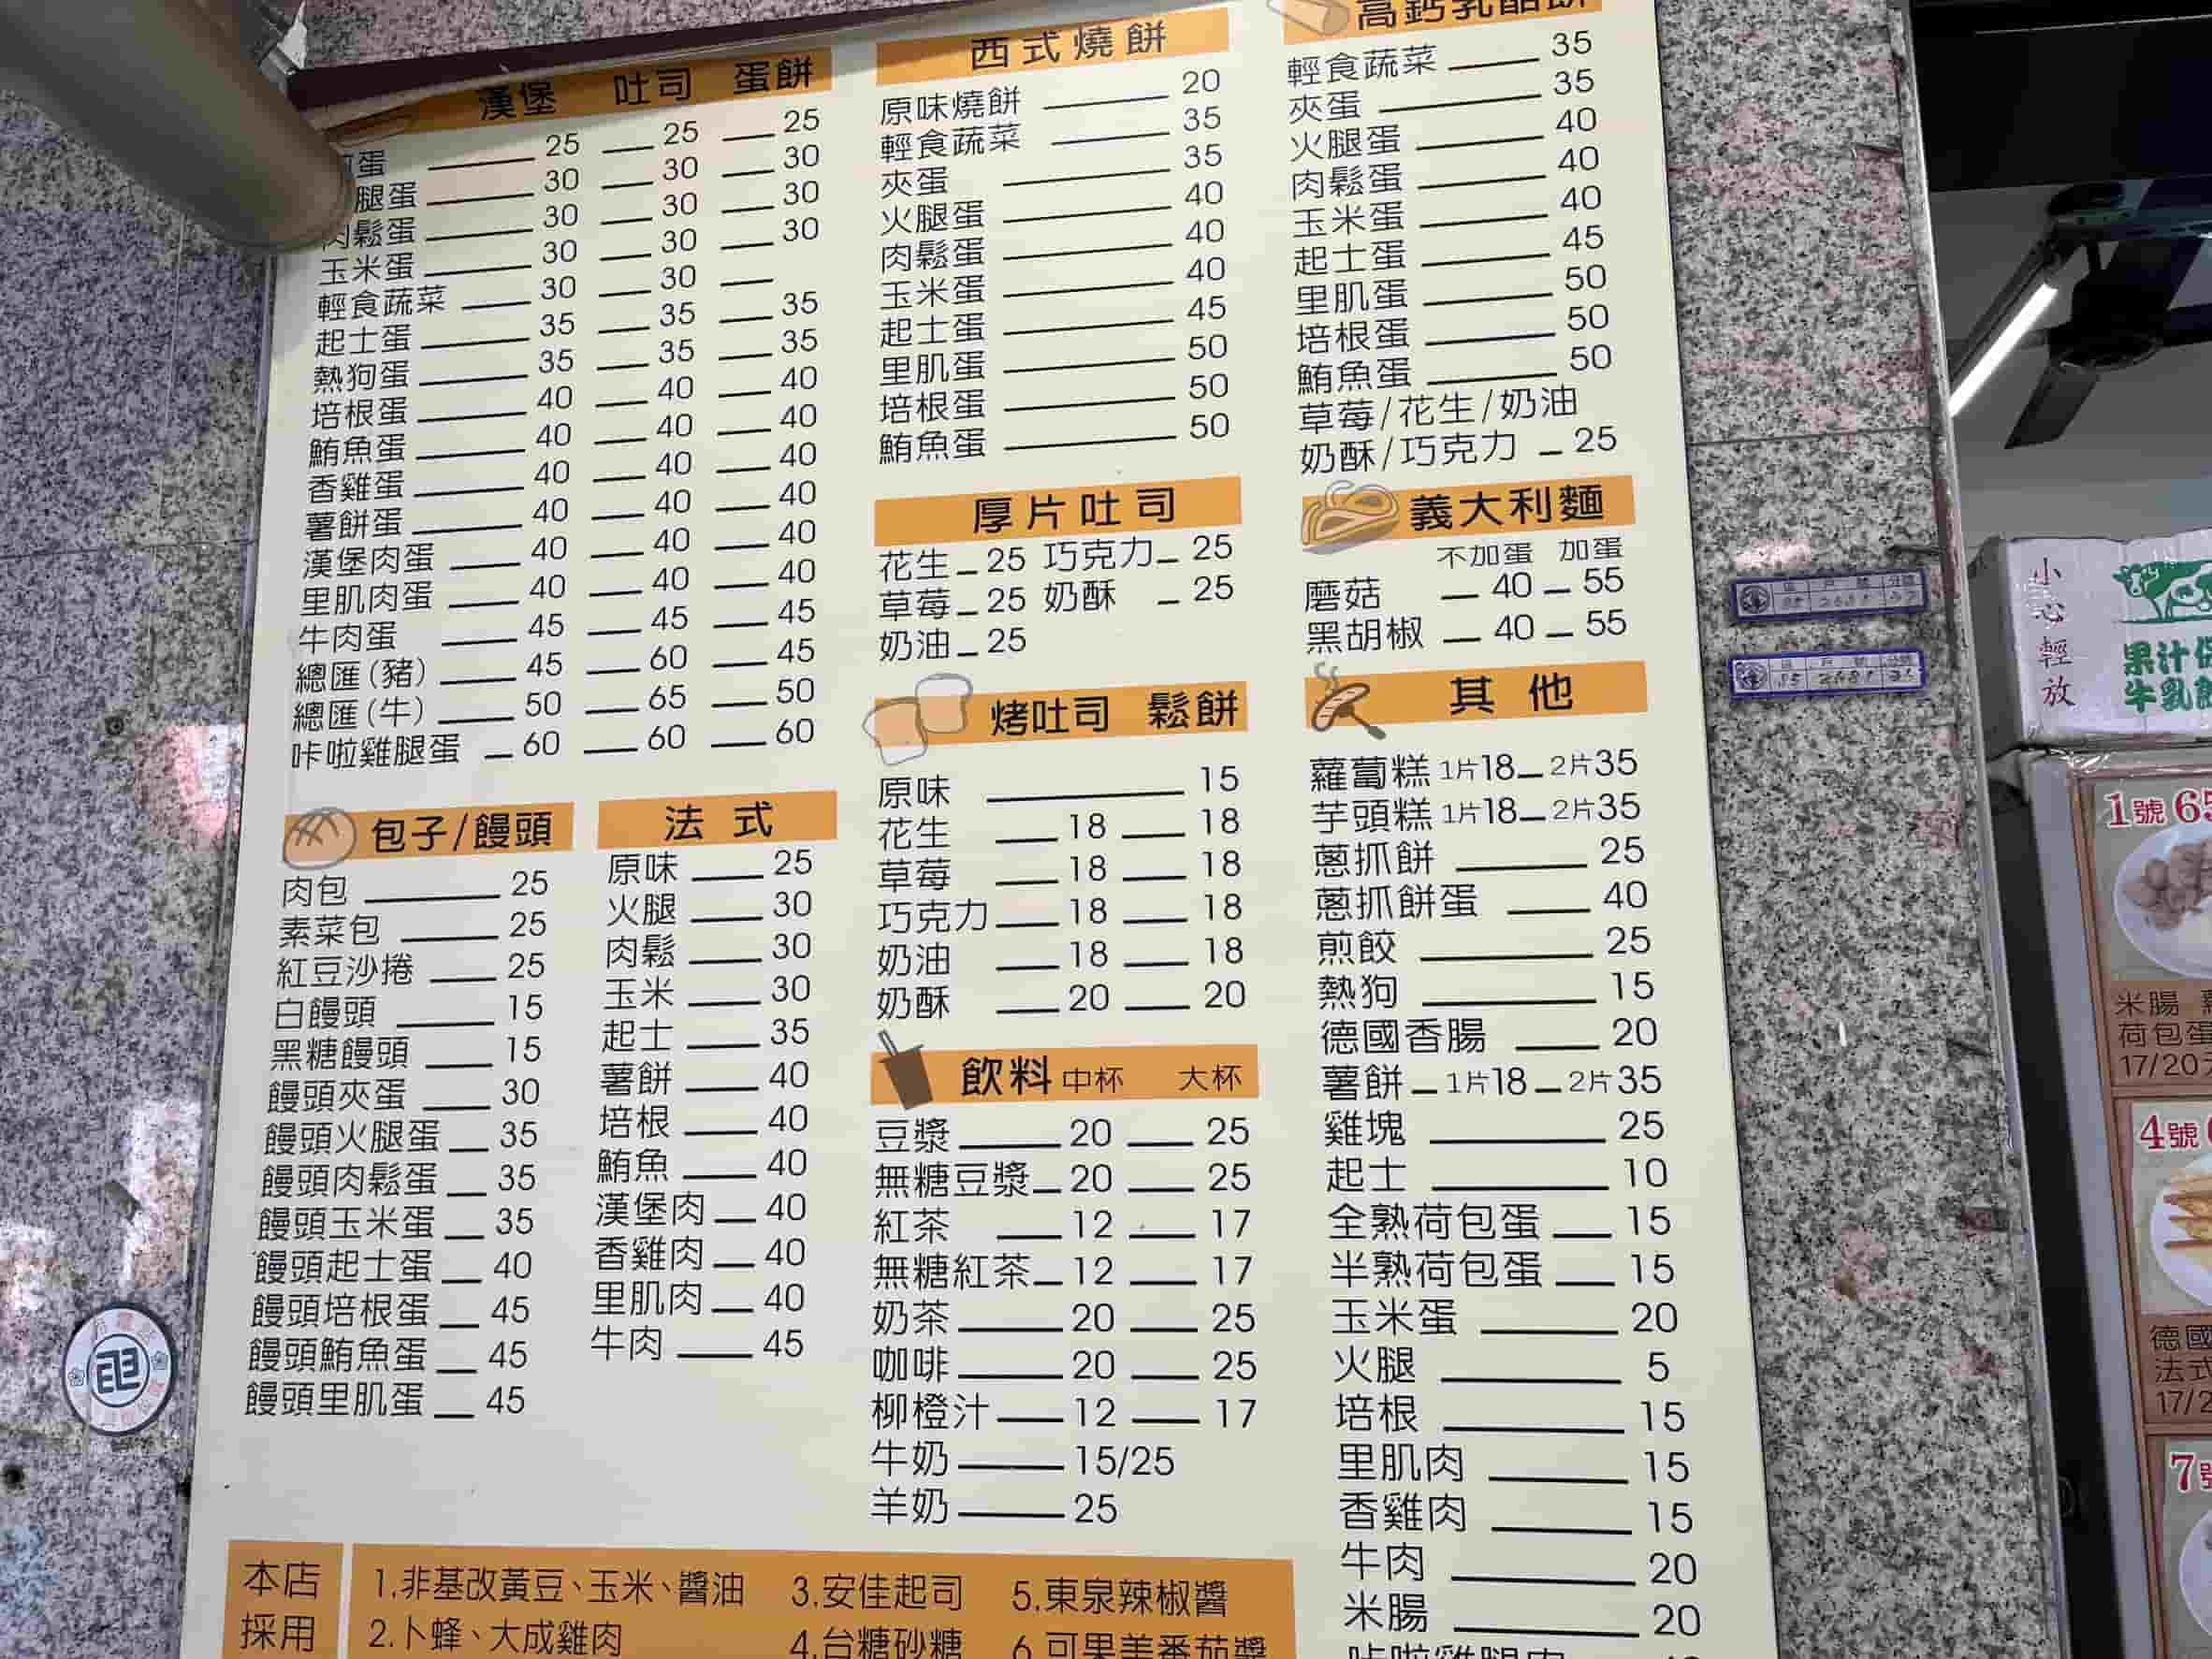 漢堡 吐司 蛋餅
蛋 25 25 25
腿蛋 30 30 30
肉鬆蛋 30 30 30
玉米蛋 30 30 30
輕食蔬菜 30 30
起士蛋 35 35 35
熱狗蛋 35 35 35
培根蛋 40 40 40
鮪魚蛋 40 40 40
香雞蛋 40 40 40
薯餅蛋 40 40 40
漢堡肉蛋 40 40 40
里肌肉蛋 40 40 40
牛肉蛋 45 45 45
總匯(豬) 45 60 45
總匯(牛) 50 65 50
咔啦雞腿蛋 60 60 60
包子/饅頭
肉包 25
素菜包 25
紅豆沙捲 25
白饅頭 15
黑糖饅頭 15
饅頭夾蛋 30
饅頭火腿蛋 35
饅頭肉鬆蛋 35
饅頭玉米蛋 35
饅頭起士蛋 40
饅頭培根蛋 45
饅頭鮪魚蛋 45
饅頭里肌蛋 45
法式
原味 25
火腿 30
肉鬆 30
玉米 30
起士 35
薯餅 40
培根 40
鮪魚 40
漢堡肉 40
香雞肉 40
里肌肉 40
牛肉 45
西式燒餅
原味燒餅 20
輕食蔬菜 35
夾蛋 35
火腿蛋 40
肉鬆蛋 40
玉米蛋 40
起士蛋 45
里肌蛋 50
培根蛋 50
鮪魚蛋 50
厚片吐司
花生 25 巧克力 25
草莓 25 奶酥 25
奶油 25
烤吐司 鬆餅
原味 15
花生 18 18
草莓 18 18
巧克力 18 18
奶油 18 18
奶酥 20 20
飲料 中杯 大杯
豆漿 20 25
無糖豆漿 20 25
紅茶 12 17
無糖紅茶 12 17
奶茶 20 25
咖啡 20 25
柳橙汁 12 17
牛奶 15/25
羊奶 25
高鈣乳酪餅
輕食蔬菜 35
夾蛋 35
火腿蛋 40
肉鬆蛋 40
玉米蛋 40
起士蛋 45
里肌蛋 50
培根蛋 50
鮪魚蛋 50
草莓/花生/奶油
奶酥/巧克力 25
義大利麵
不加蛋 加蛋
磨菇 40 55
黑胡椒 40 55
其他
蘿蔔糕 1片18 2片35
芋頭糕 1片18 2片35
蔥抓餅 25
蔥抓餅蛋 40
煎餃 25
熱狗 15
德國香腸 20
薯餅 1片18 2片35
雞塊 25
起士 10
全熟荷包蛋 15
半熟荷包蛋 15
玉米蛋 20
火腿 5
培根 15
里肌肉 15
香雞肉 15
牛肉 20
米腸 20
咔啦雞腿肉
本店
採用
1.非基改黃豆、玉米、醬油
2.卜蜂、大成雞肉
3.安佳起司
4.台糖砂糖
5.東泉辣椒醬
6.可果美番茄醬
小心輕放
果汁
牛乳
1號 65
米腸
荷包蛋
17/20
4號
德國
法式
17/2
7號